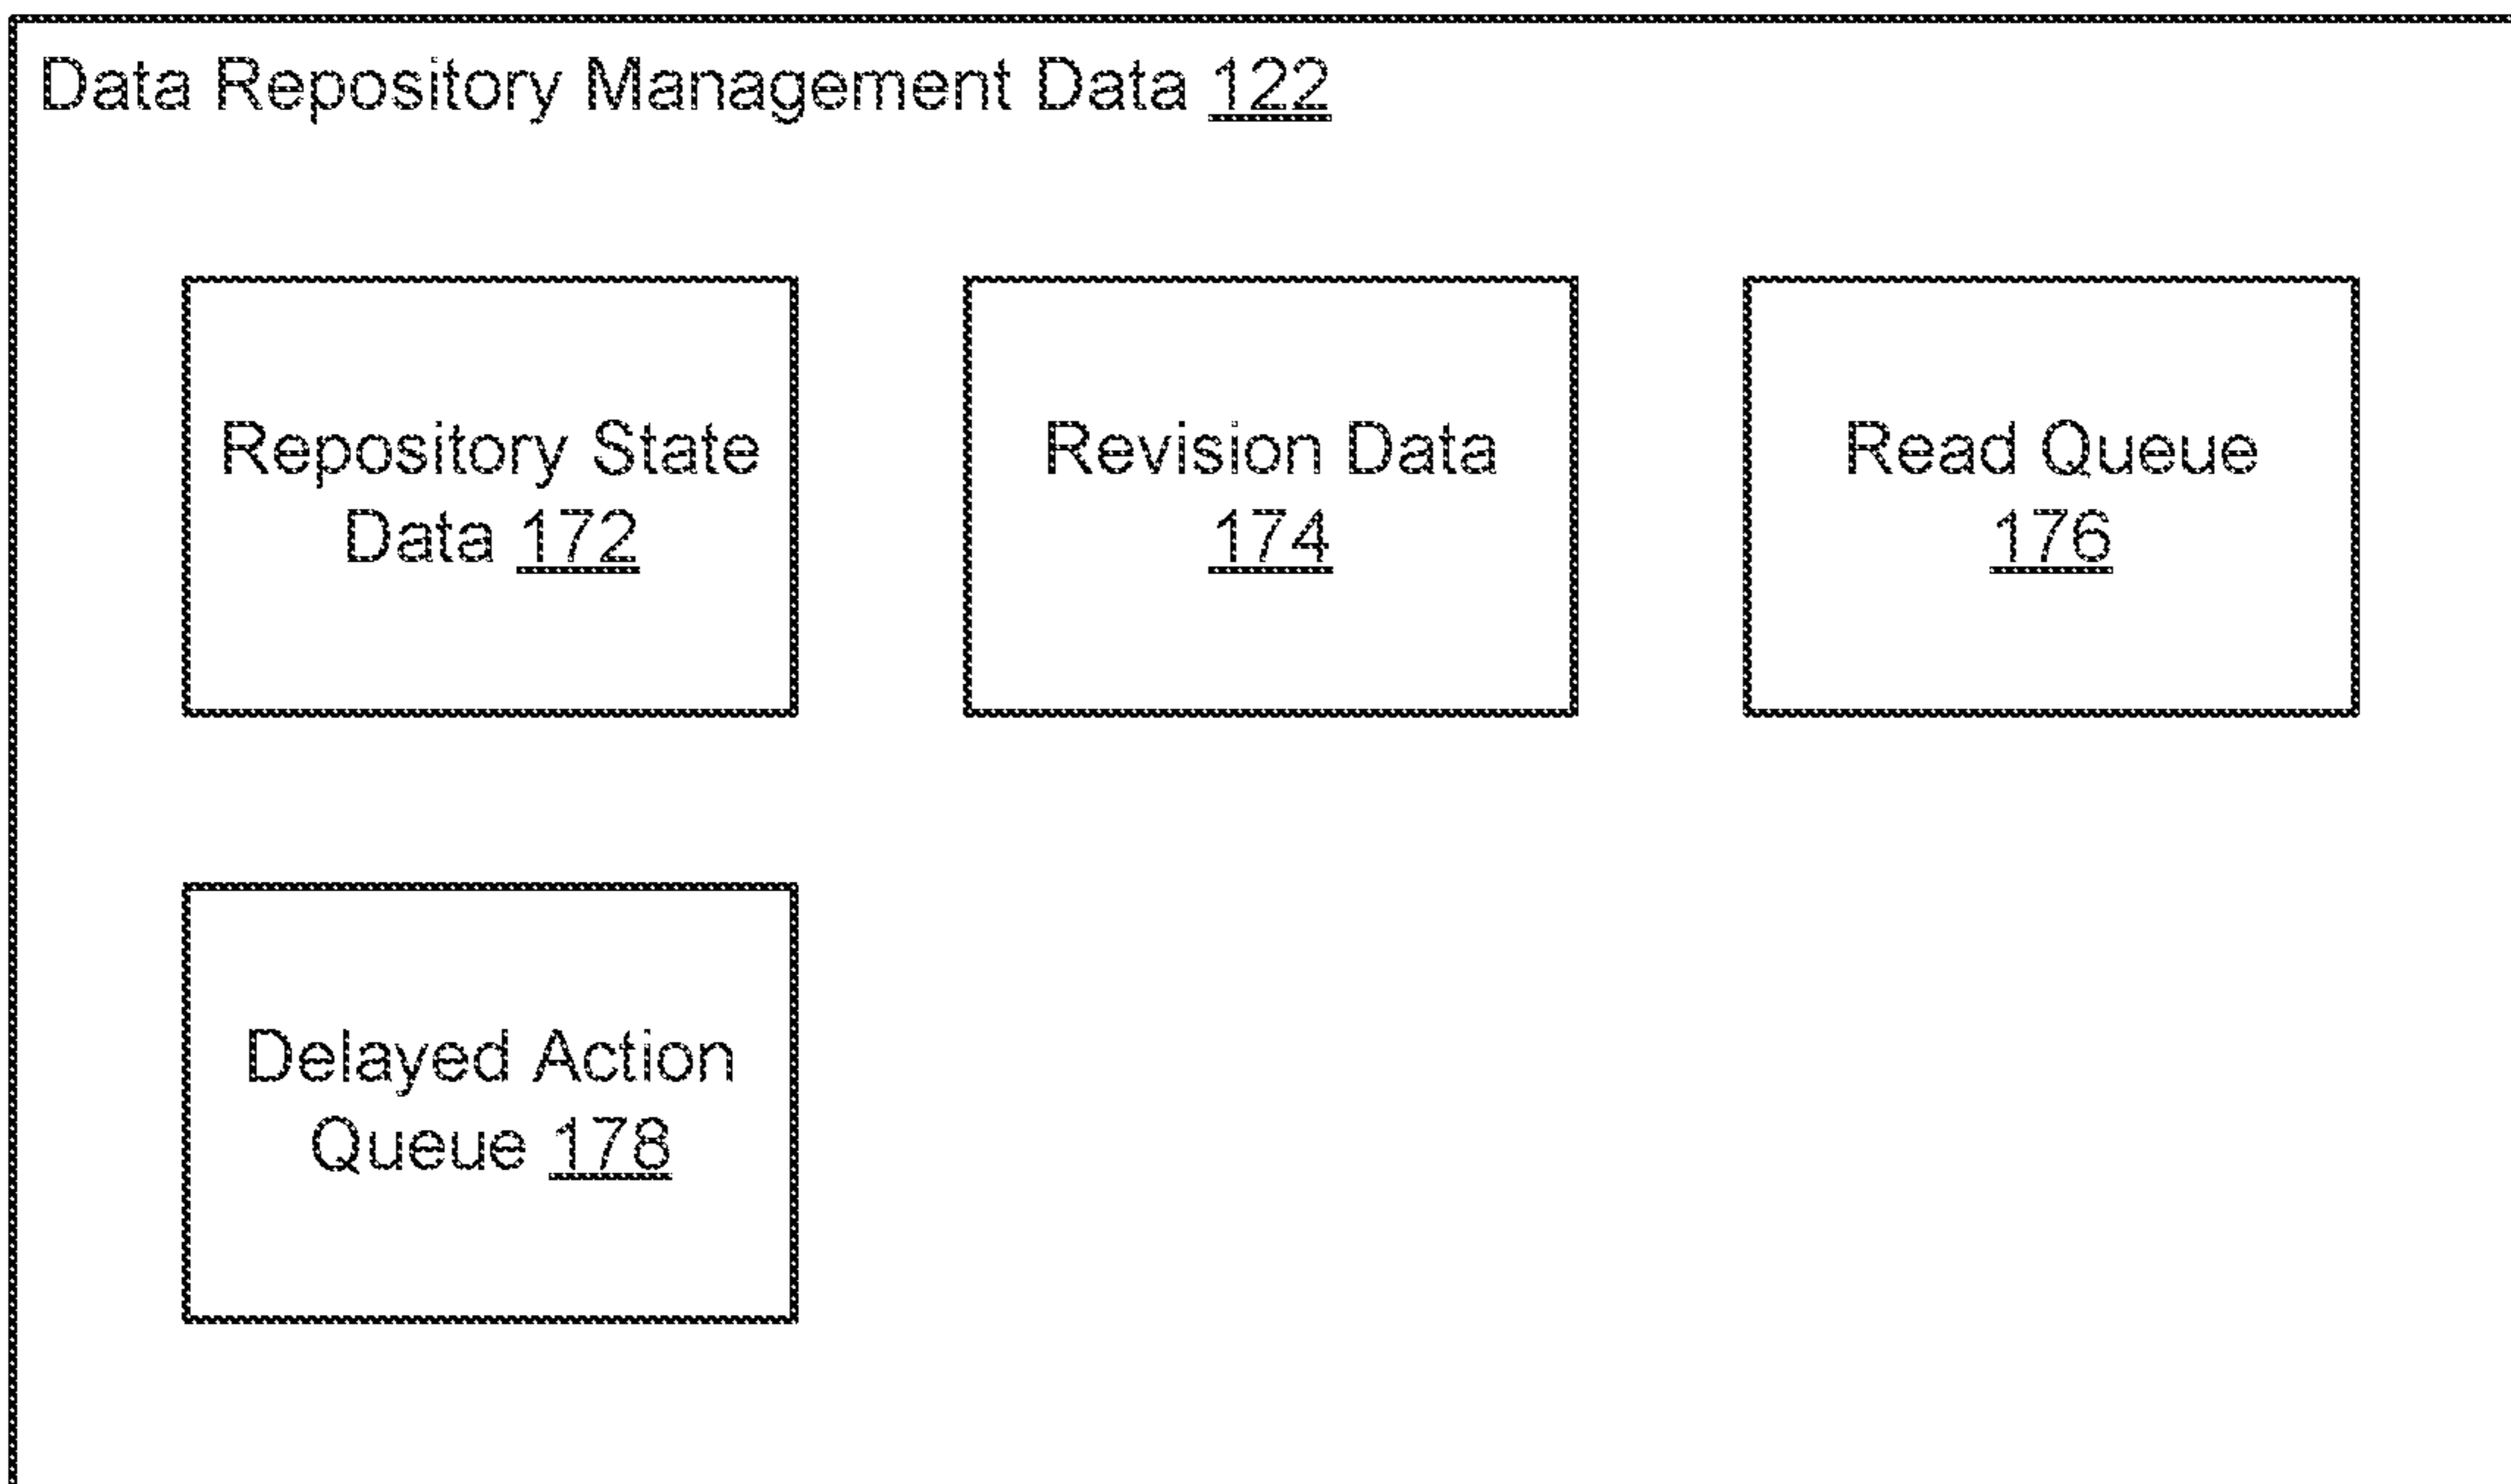 Data Repository Management Data 122
Repository State
Data 172
Revision Data
174
Read Queue
176
Delayed Action
Queue 178